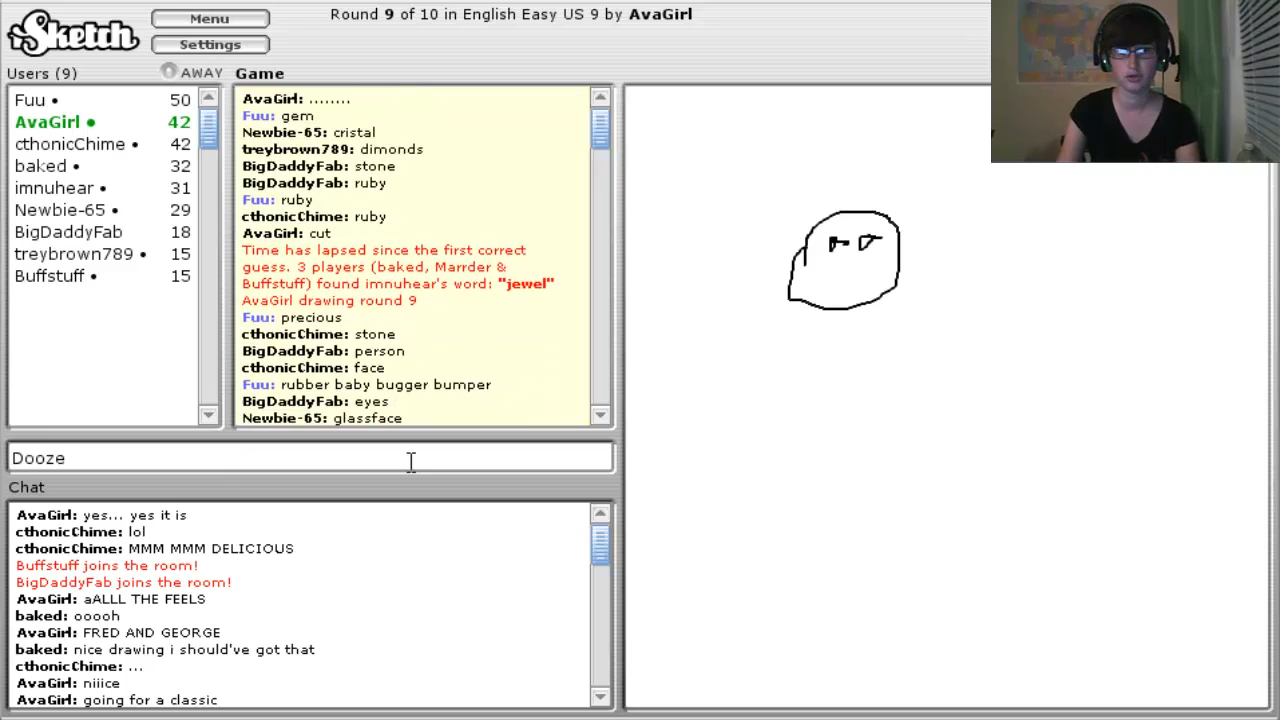 iSketch
Menu
Settings
Round 9 of 10 in English Easy US 9 by AvaGirl
Users (9)
AWAY
Game
Fuu • 50
AvaGirl • 42
cthonicChime • 42
baked • 32
imnuhear • 31
Newbie-65 • 29
BigDaddyFab 18
treybrown789 • 15
Buffstuff • 15
AvaGirl: ........
Fuu: gem
Newbie-65: cristal
treybrown789: dimonds
BigDaddyFab: stone
BigDaddyFab: ruby
Fuu: ruby
cthonicChime: ruby
AvaGirl: cut
Time has lapsed since the first correct
guess. 3 players (baked, Marrder &
Buffstuff) found imnuhear's word: "jewel"
AvaGirl drawing round 9
Fuu: precious
cthonicChime: stone
BigDaddyFab: person
cthonicChime: face
Fuu: rubber baby bugger bumper
BigDaddyFab: eyes
Newbie-65: glassface
Dooze
Chat
AvaGirl: yes... yes it is
cthonicChime: lol
cthonicChime: MMM MMM DELICIOUS
Buffstuff joins the room!
BigDaddyFab joins the room!
AvaGirl: aALLL THE FEELS
baked: ooooh
AvaGirl: FRED AND GEORGE
baked: nice drawing i should've got that
cthonicChime: ...
AvaGirl: niiice
AvaGirl: going for a classic